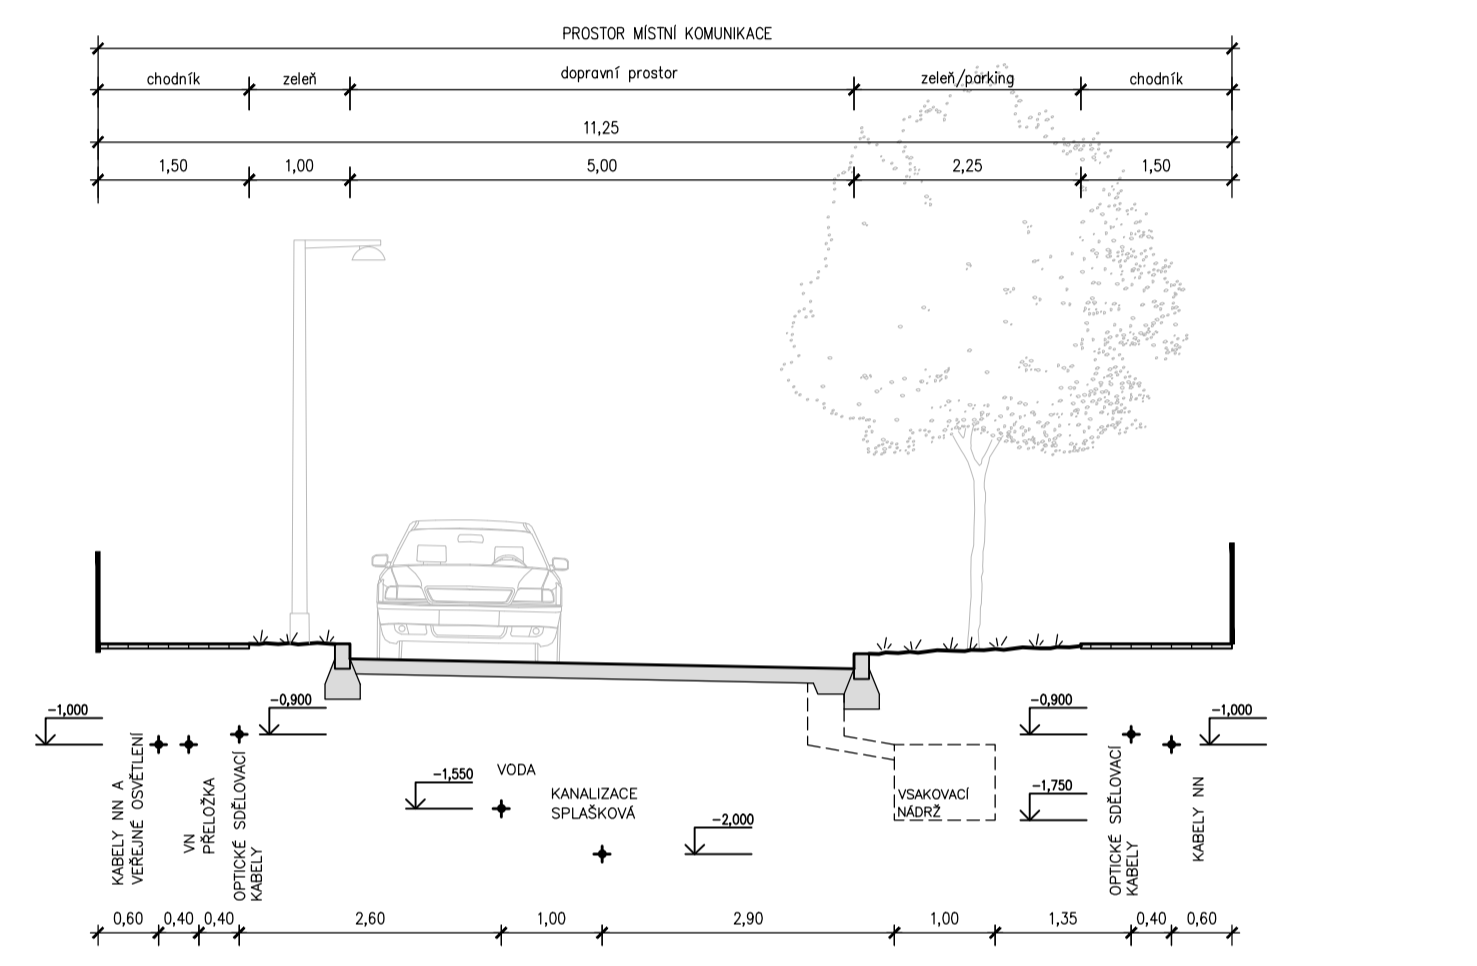 PROSTOR MÍSTNÍ KOMUNIKACE
chodník zeleň dopravní prostor zeleň/parking chodník
11,25
1,50 1,00 5,00 2,25 1,50
-1,000
-0,900
-0,900
-1,000
KABELY NN A
VEŘEJNÉ OSVĚTLENÍ
VN
PŘELOŽKA
OPTICKÉ SDĚLOVACÍ
KABELY
-1,550
VODA
KANALIZACE
SPLAŠKOVÁ
-2,000
VSAKOVACÍ
NÁDRŽ
-1,750
OPTICKÉ SDĚLOVACÍ
KABELY
KABELY NN
0,60 0,40 0,40 2,60 1,00 2,90 1,00 1,35 0,40 0,60